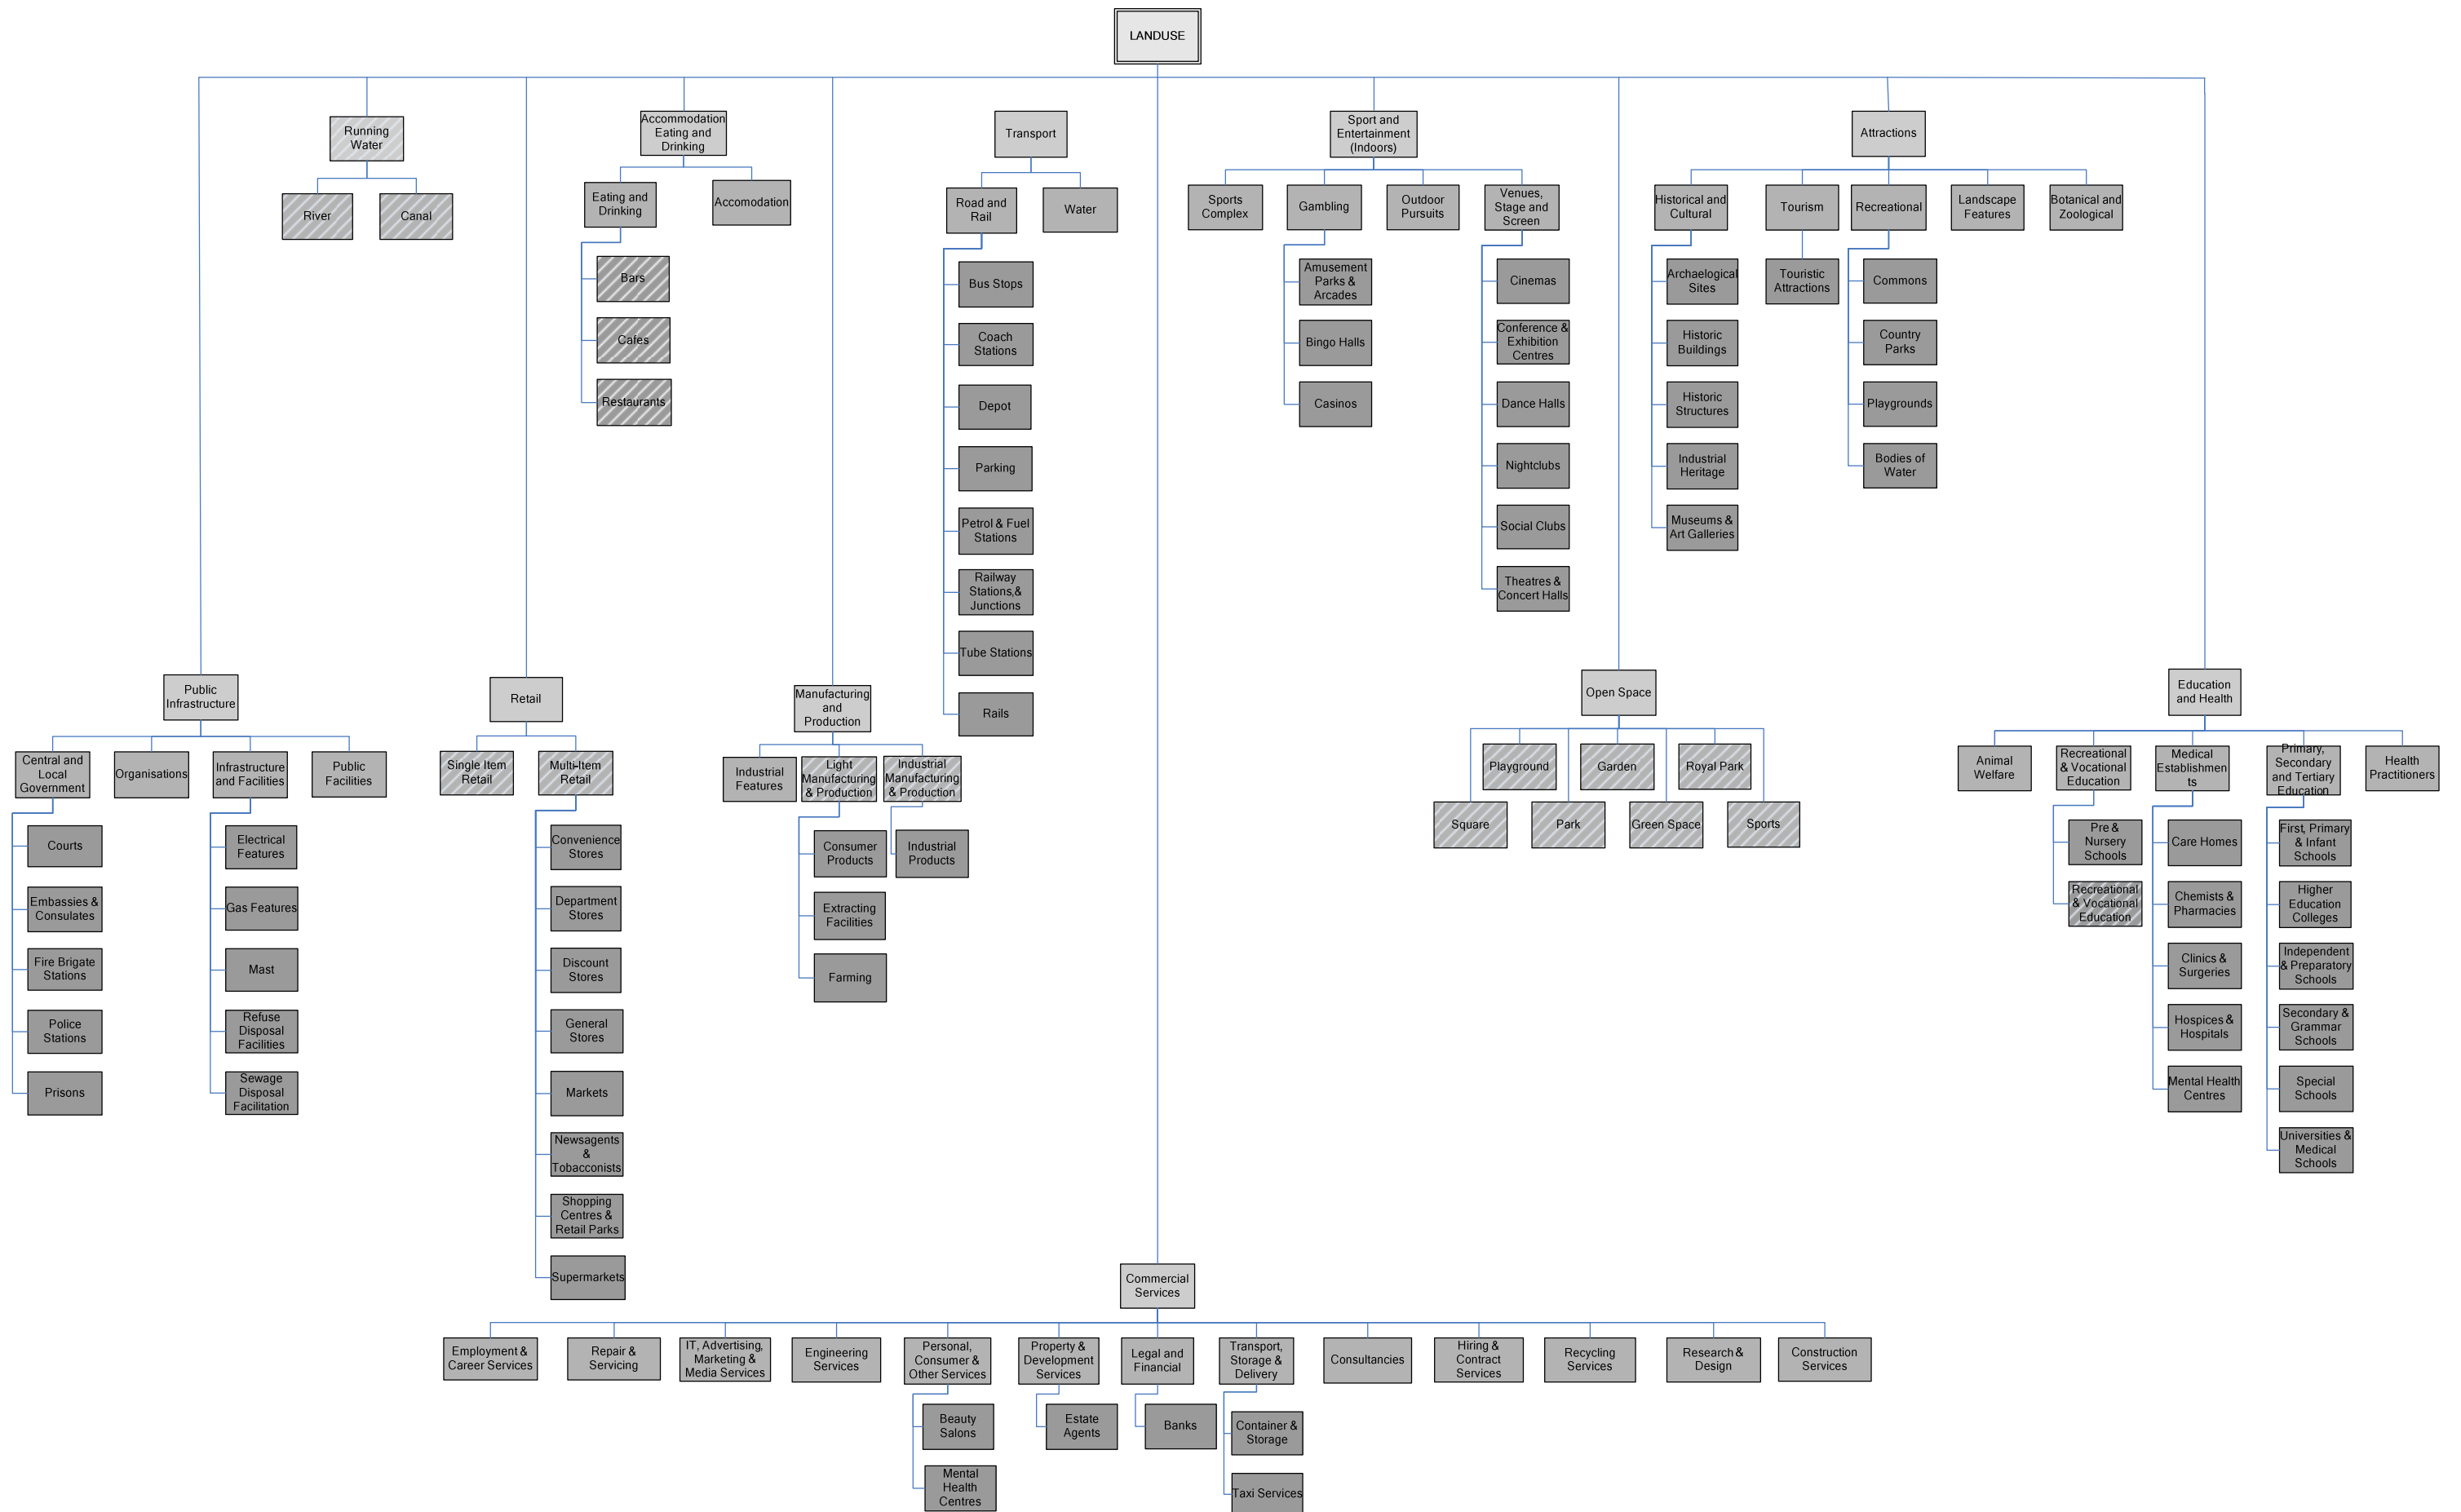 LANDUSE
Running
Water
River
Canal
Accommodation
Eating and
Drinking
Eating and
Drinking
Accomodation
Bars
Cafes
Restaurants
Transport
Road and
Rail
Water
Bus Stops
Coach
Stations
Depot
Parking
Petrol & Fuel
Stations
Railway
Stations,&
Junctions
Tube Stations
Rails
Sport and
Entertainment
(Indoors)
Sports
Complex
Gambling
Outdoor
Pursuits
Venues,
Stage and
Screen
Amusement
Parks &
Arcades
Bingo Halls
Casinos
Cinemas
Conference &
Exhibition
Centres
Dance Halls
Nightclubs
Social Clubs
Theatres &
Concert Halls
Attractions
Historical and
Cultural
Tourism
Recreational
Landscape
Features
Botanical and
Zoological
Archaelogical
Sites
Historic
Buildings
Historic
Structures
Industrial
Heritage
Museums &
Art Galleries
Touristic
Attractions
Commons
Country
Parks
Playgrounds
Bodies of
Water
Public
Infrastructure
Central and
Local
Government
Organisations
Infrastructure
and Facilities
Public
Facilities
Courts
Embassies &
Consulates
Fire Brigate
Stations
Police
Stations
Prisons
Electrical
Features
Gas Features
Mast
Refuse
Disposal
Facilities
Sewage
Disposal
Facilitation
Retail
Single Item
Retail
Multi-Item
Retail
Convenience
Stores
Department
Stores
Discount
Stores
General
Stores
Markets
Newsagents
&
Tobacconists
Shopping
Centres &
Retail Parks
Supermarkets
Manufacturing
and
Production
Industrial
Features
Light
Manufacturing
& Production
Industrial
Manufacturing
& Production
Consumer
Products
Extracting
Facilities
Farming
Industrial
Products
Open Space
Playground
Garden
Royal Park
Square
Park
Green Space
Sports
Education
and Health
Animal
Welfare
Recreational
& Vocational
Education
Medical
Establishmen
ts
Primary,
Secondary
and Tertiary
Education
Health
Practitioners
Pre &
Nursery
Schools
Recreational
& Vocational
Education
Care Homes
Chemists &
Pharmacies
Clinics &
Surgeries
Hospices &
Hospitals
Mental Health
Centres
First, Primary
& Infant
Schools
Higher
Education
Colleges
Independent
& Preparatory
Schools
Secondary &
Grammar
Schools
Special
Schools
Universities &
Medical
Schools
Commercial
Services
Employment &
Career Services
Repair &
Servicing
IT, Advertising,
Marketing &
Media Services
Engineering
Services
Personal,
Consumer &
Other Services
Property &
Development
Services
Legal and
Financial
Transport,
Storage &
Delivery
Consultancies
Hiring &
Contract
Services
Recycling
Services
Research &
Design
Construction
Services
Beauty
Salons
Mental
Health
Centres
Estate
Agents
Banks
Container &
Storage
Taxi Services